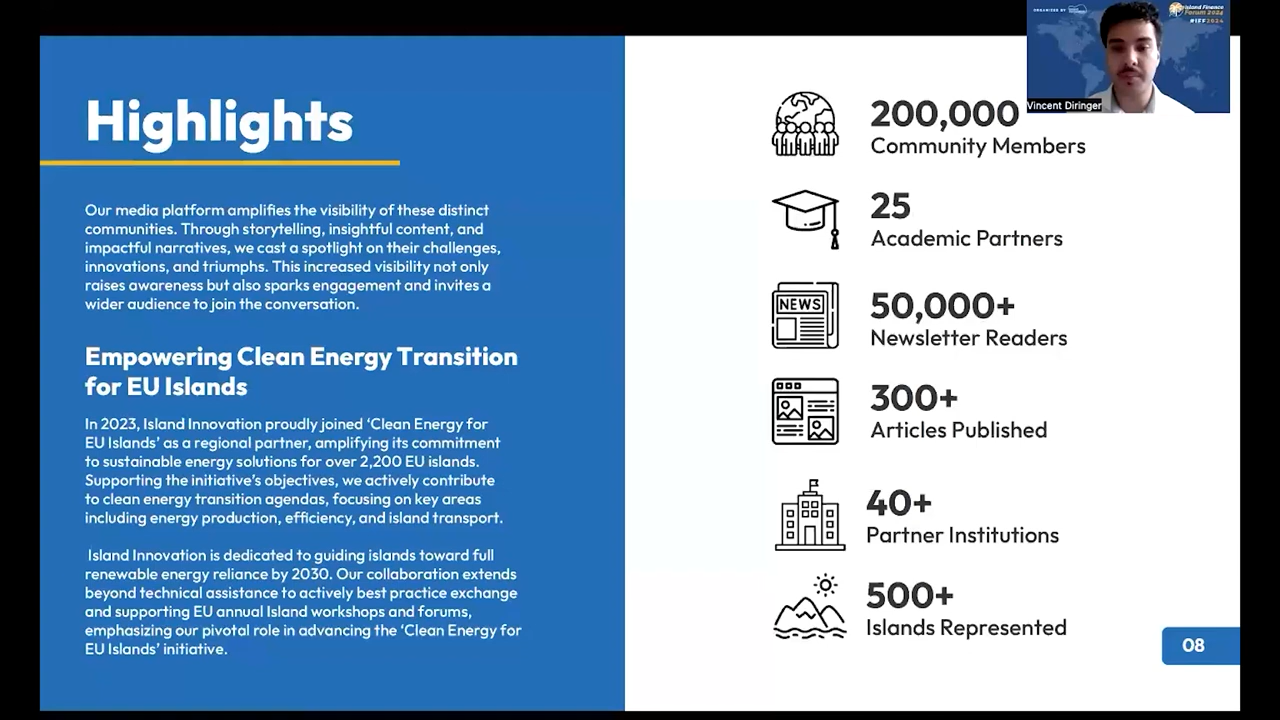 Highlights
Our media platform amplifies the visibility of these distinct
communities. Through storytelling, insightful content, and
impactful narratives, we cast a spotlight on their challenges,
innovations, and triumphs. This increased visibility not only
raises awareness but also sparks engagement and invites a
wider audience to join the conversation.
Empowering Clean Energy Transition
for EU Islands
In 2023, Island Innovation proudly joined ‘Clean Energy for
EU Islands’ as a regional partner, amplifying its commitment
to sustainable energy solutions for over 2,200 EU islands.
Supporting the initiative’s objectives, we actively contribute
to clean energy transition agendas, focusing on key areas
including energy production, efficiency, and island transport.
Island Innovation is dedicated to guiding islands toward full
renewable energy reliance by 2030. Our collaboration extends
beyond technical assistance to actively best practice exchange
and supporting EU annual Island workshops and forums,
emphasizing our pivotal role in advancing the ‘Clean Energy for
EU Islands’ initiative.
200,000
Community Members
25
Academic Partners
NEWS
50,000+
Newsletter Readers
300+
Articles Published
40+
Partner Institutions
500+
Islands Represented
08
ORGANISED BY
Island Finance
Forum 2024
#IFF2024
Vincent Diringer